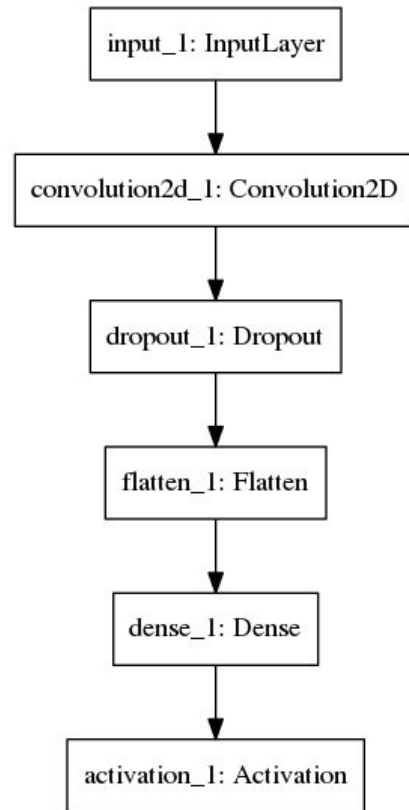 input_1: InputLayer
convolution2d_1: Convolution2D
dropout_1: Dropout
flatten_1: Flatten
dense_1: Dense
activation_1: Activation